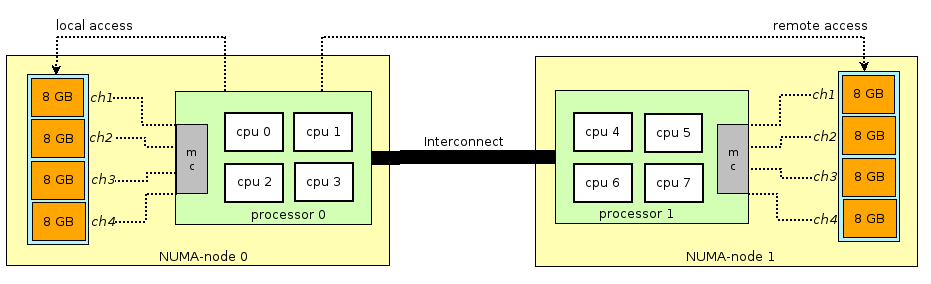 local access
remote access
8 GB
ch1
8 GB
ch2
8 GB
ch3
8 GB
ch4
m
c
cpu 0
cpu 1
cpu 2
cpu 3
processor 0
NUMA-node 0
Interconnect
cpu 4
cpu 5
cpu 6
cpu 7
processor 1
m
c
ch1
8 GB
ch2
8 GB
ch3
8 GB
ch4
8 GB
NUMA-node 1